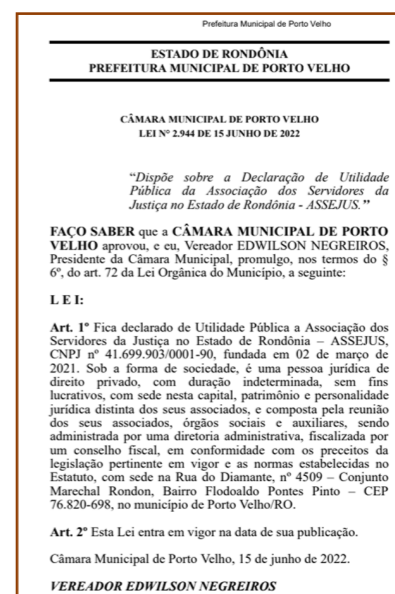 Prefeitura Municipal de Porto Velho
ESTADO DE RONDÔNIA
PREFEITURA MUNICIPAL DE PORTO VELHO
CÂMARA MUNICIPAL DE PORTO VELHO
LEI Nº 2.944 DE 15 JUNHO DE 2022
“Dispõe sobre a Declaração de Utilidade
Pública da Associação dos Servidores da
Justiça no Estado de Rondônia - ASSEJUS.”
FAÇO SABER que a CÂMARA MUNICIPAL DE PORTO
VELHO aprovou, e eu, Vereador EDWILSON NEGREIROS,
Presidente da Câmara Municipal, promulgo, nos termos do §
6º, do art. 72 da Lei Orgânica do Município, a seguinte:
L E I:
Art. 1º Fica declarado de Utilidade Pública a Associação dos
Servidores da Justiça no Estado de Rondônia – ASSEJUS,
CNPJ nº 41.699.903/0001-90, fundada em 02 de março de
2021. Sob a forma de sociedade, é uma pessoa jurídica de
direito privado, com duração indeterminada, sem fins
lucrativos, com sede nesta capital, patrimônio e personalidade
jurídica distinta dos seus associados, e composta pela reunião
dos seus associados, órgãos sociais e auxiliares, sendo
administrada por uma diretoria administrativa, fiscalizada por
um conselho fiscal, em conformidade com os preceitos da
legislação pertinente em vigor e as normas estabelecidas no
Estatuto, com sede na Rua do Diamante, nº 4509 – Conjunto
Marechal Rondon, Bairro Flodoaldo Pontes Pinto – CEP
76.820-698, no município de Porto Velho/RO.
Art. 2º Esta Lei entra em vigor na data de sua publicação.
Câmara Municipal de Porto Velho, 15 de junho de 2022.
VEREADOR EDWILSON NEGREIROS